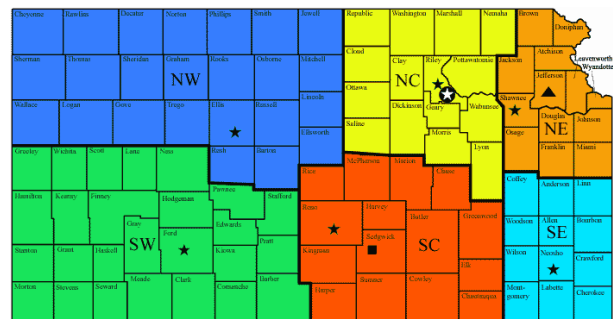 Cheyenne Rawlins Decatur Norton Phillips Smith Jewell Republic Washington Marshall Nemaha Brown
Doniphan
Cloud Clay Riley Pottawatomie Jackson Atchison
Leavenworth
Wyandotte
Sherman Thomas Sheridan Graham Rooks Osborne Mitchell
NW NC
Jefferson
Ottawa
Lincoln Shawnee
Wallace Logan Gove Trego Ellis Russell Dickinson Geary Wabaunsee
Douglas Johnson
NE
Saline
Ellsworth Morris Osage
Rush Barton Lyon Franklin Miami
Greeley Wichita Scott Lane Ness
McPherson Marion
Rice Chase
Coffey Anderson Linn
Pawnee Stafford
Hamilton Kearny Finney Hodgeman
Reno Harvey
Butler Greenwood
Woodson Allen Bourbon
Gray Ford Edwards
SW SC SE
Pratt
Kingman Sedgwick
Stanton Grant Haskell Kiowa
Wilson Neosho Crawford
Elk
Meade Clark Barber
Comanche
Sumner Cowley
Morton Stevens Seward
Harper Chautauqua
Mont-
gomery Labette Cherokee